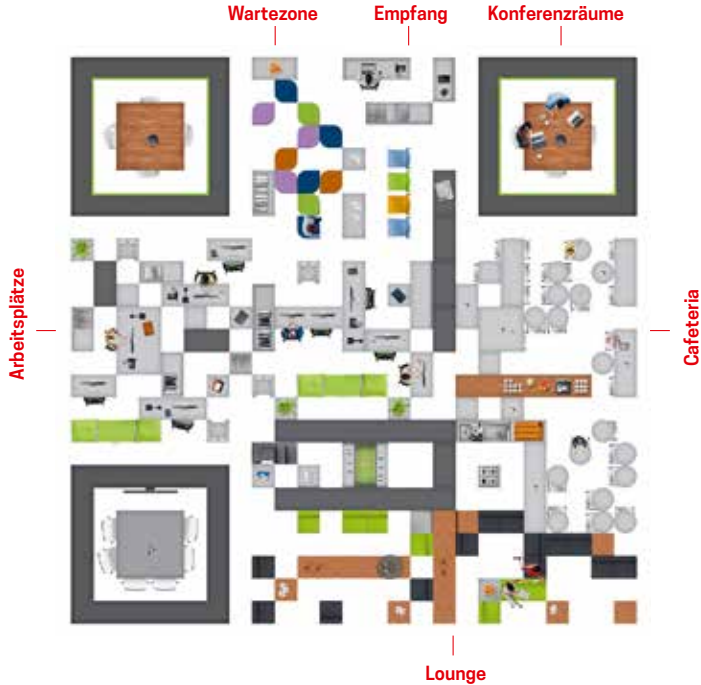 Wartezone
Empfang
Konferenzräume
Arbeitsplätze
Cafeteria
Lounge